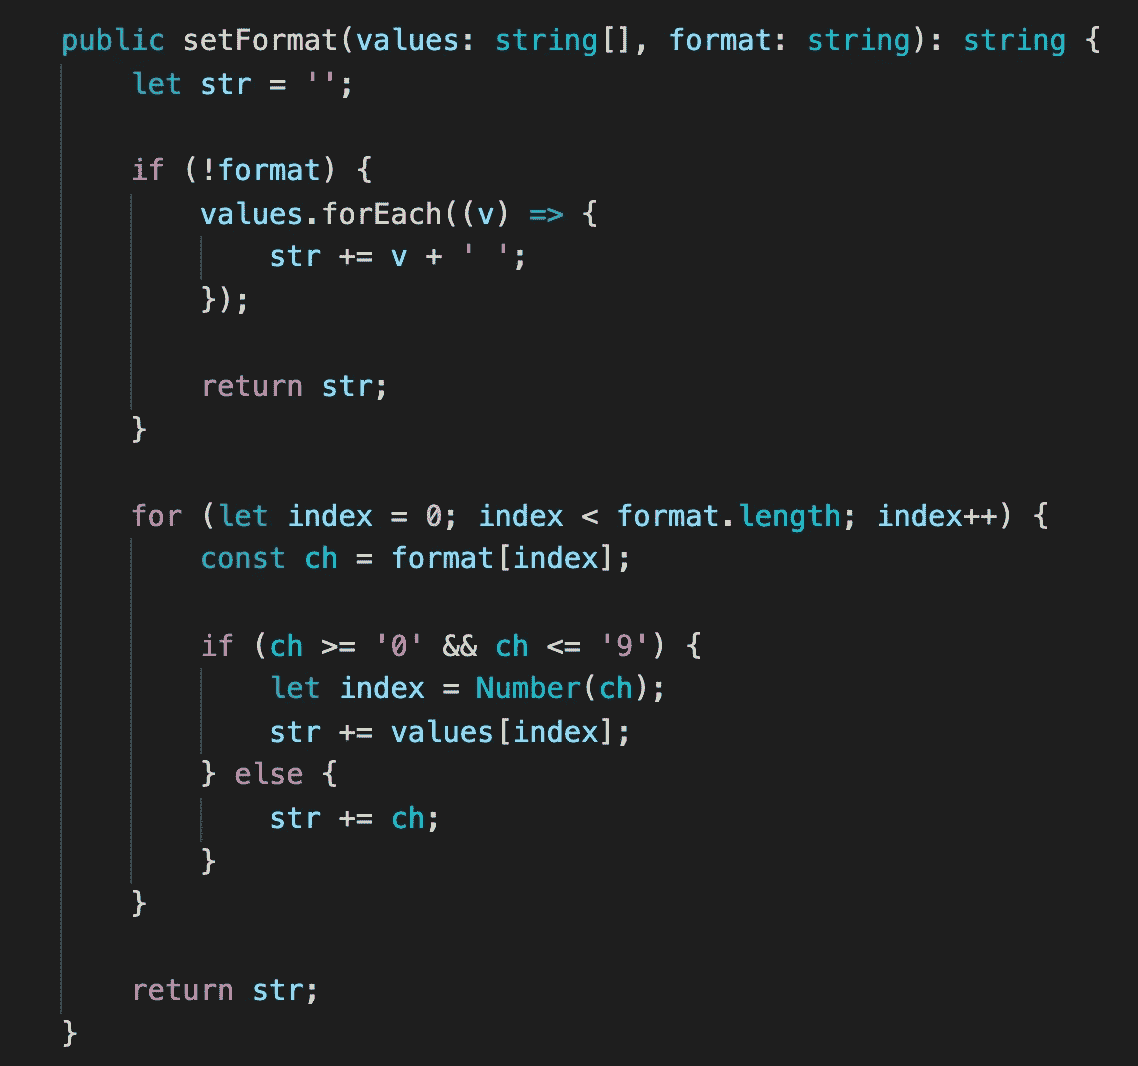 public setFormat(values: string[], format: string): string {
let str = '';
if (!format) {
values.forEach((v) => {
str += v + ' ';
});
return str;
}
for (let index = 0; index < format.length; index++) {
const ch = format[index];
if (ch >= '0' && ch <= '9') {
let index = Number(ch);
str += values[index];
} else {
str += ch;
}
}
return str;
}